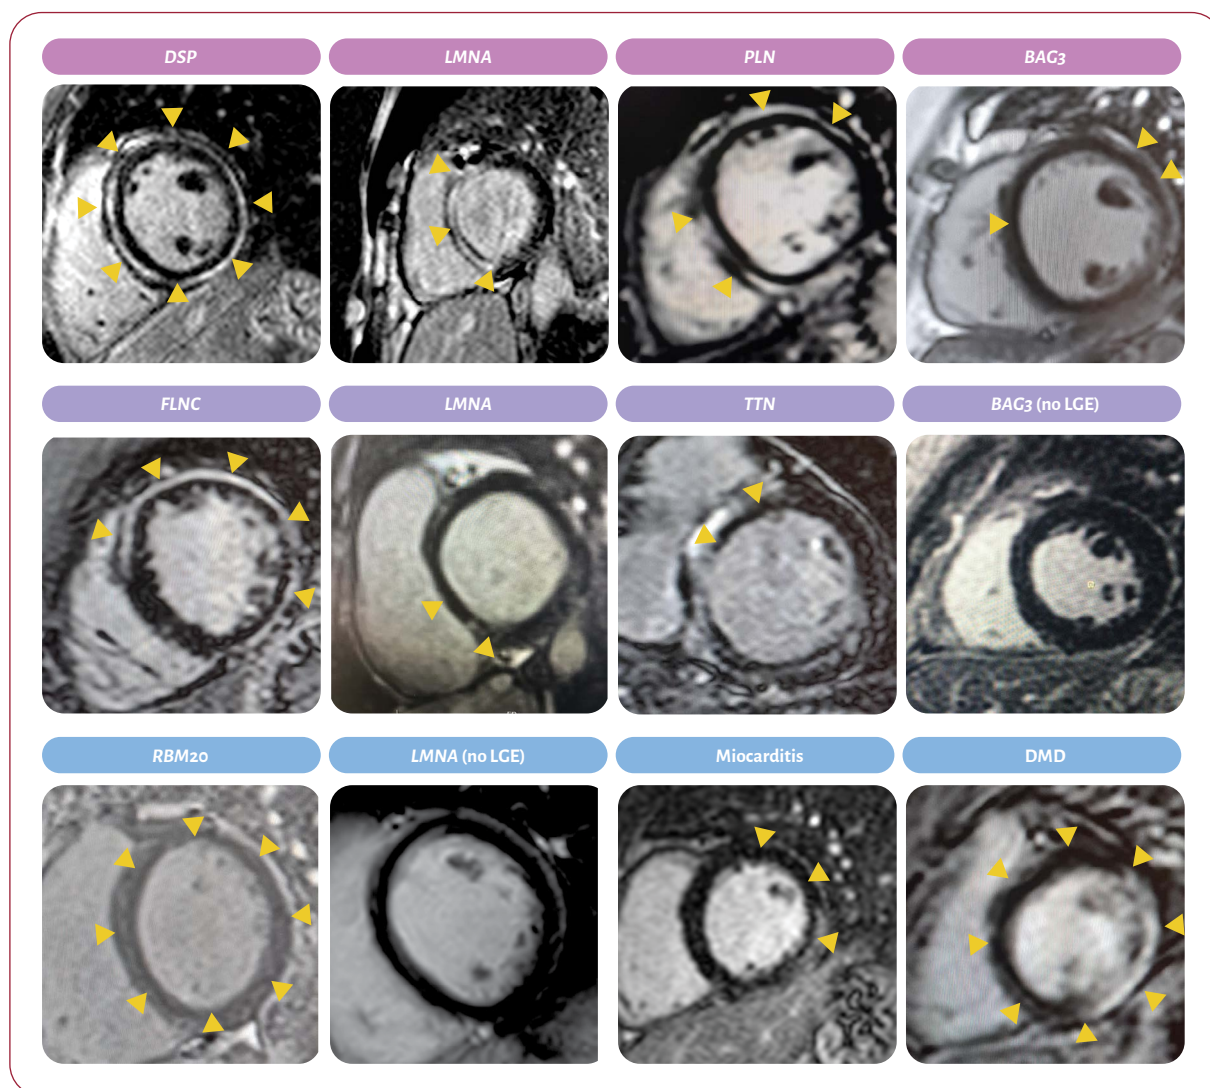 DSP
LMNA
PLN
BAG3
FLNC
LMNA
TTN
BAG3 (no LGE)
RBM20
LMNA (no LGE)
Miocarditis
DMD